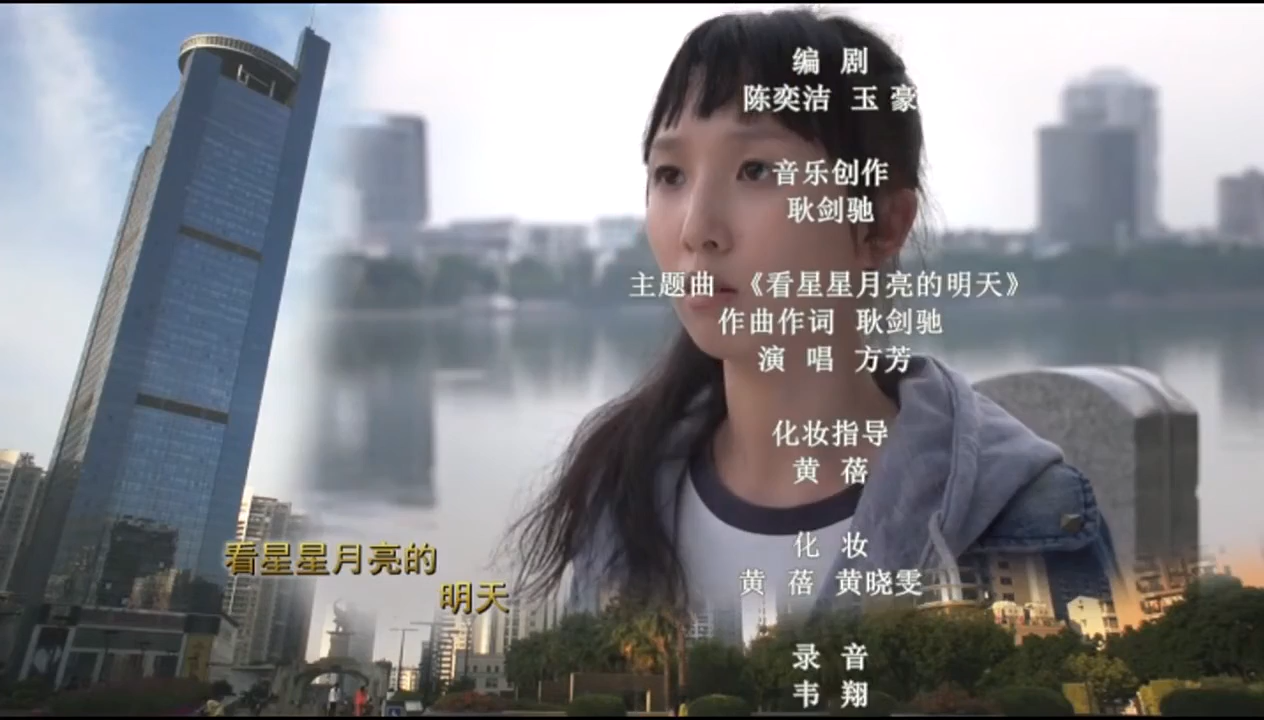 编 剧
陈奕洁 玉 豪
音乐创作
耿剑驰
主题曲 《看星星月亮的明天》
作曲作词 耿剑驰
演 唱 方芳
化妆指导
黄 蓓
化 妆
黄 蓓 黄晓雯
录 音
韦 翔
看星星月亮的
明天